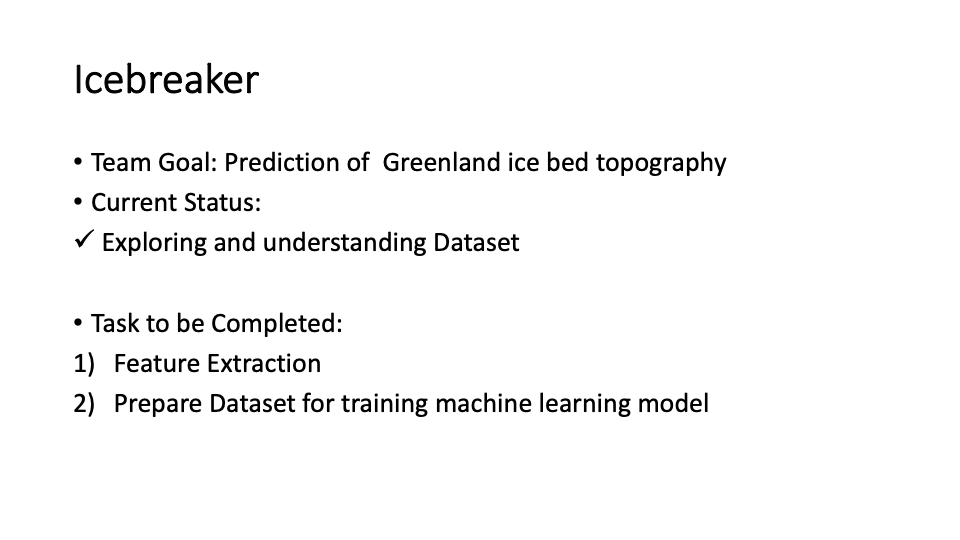 Icebreaker
• Team Goal: Prediction of  Greenland ice bed topography
• Current Status:
✓ Exploring and understanding Dataset
• Task to be Completed:
1) Feature Extraction
2) Prepare Dataset for training machine learning model